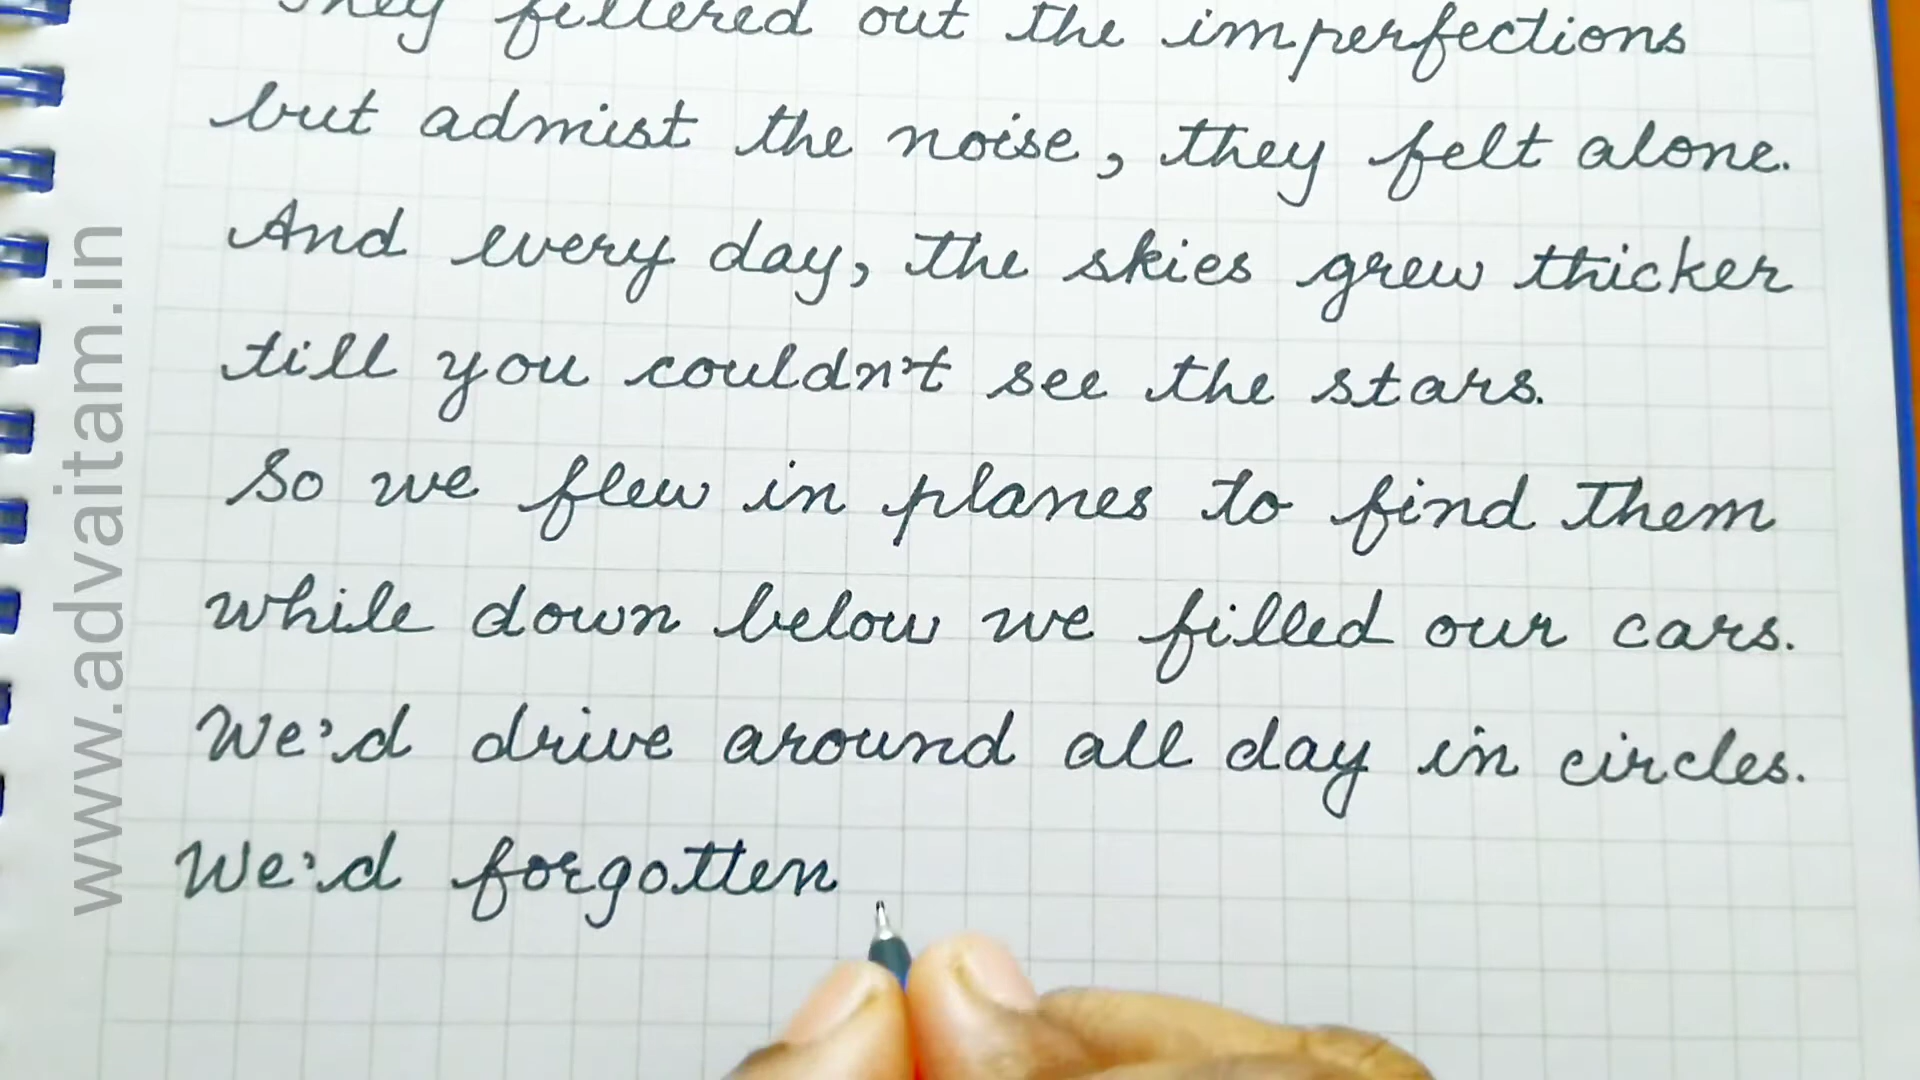 They filtered out the imperfections
but admist the noise, they felt alone.
And every day, the skies grew thicker
till you couldn't see the stars.
So we flew in planes to find them
while down below we filled our cars.
We'd drive around all day in circles.
We'd forgotten
www.advaitam.in